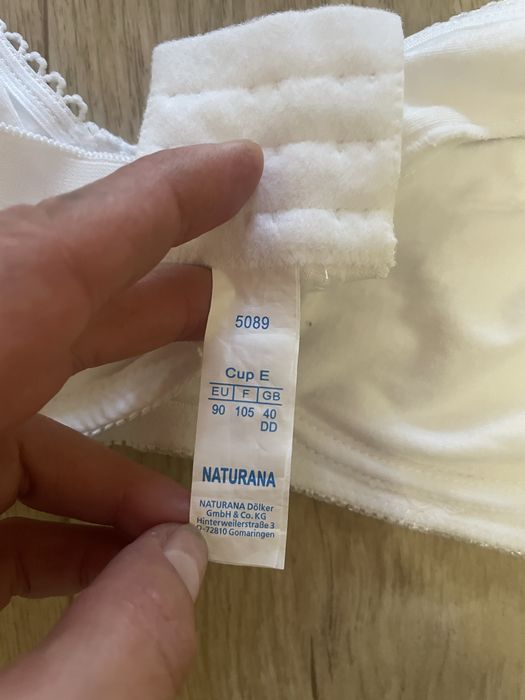 5089
Cup E
EU F GB
90 105 40
DD
NATURANA
NATURANA Dölker
GmbH & Co. KG
Hinterweilerstraße 3
D-72810 Gomaringen